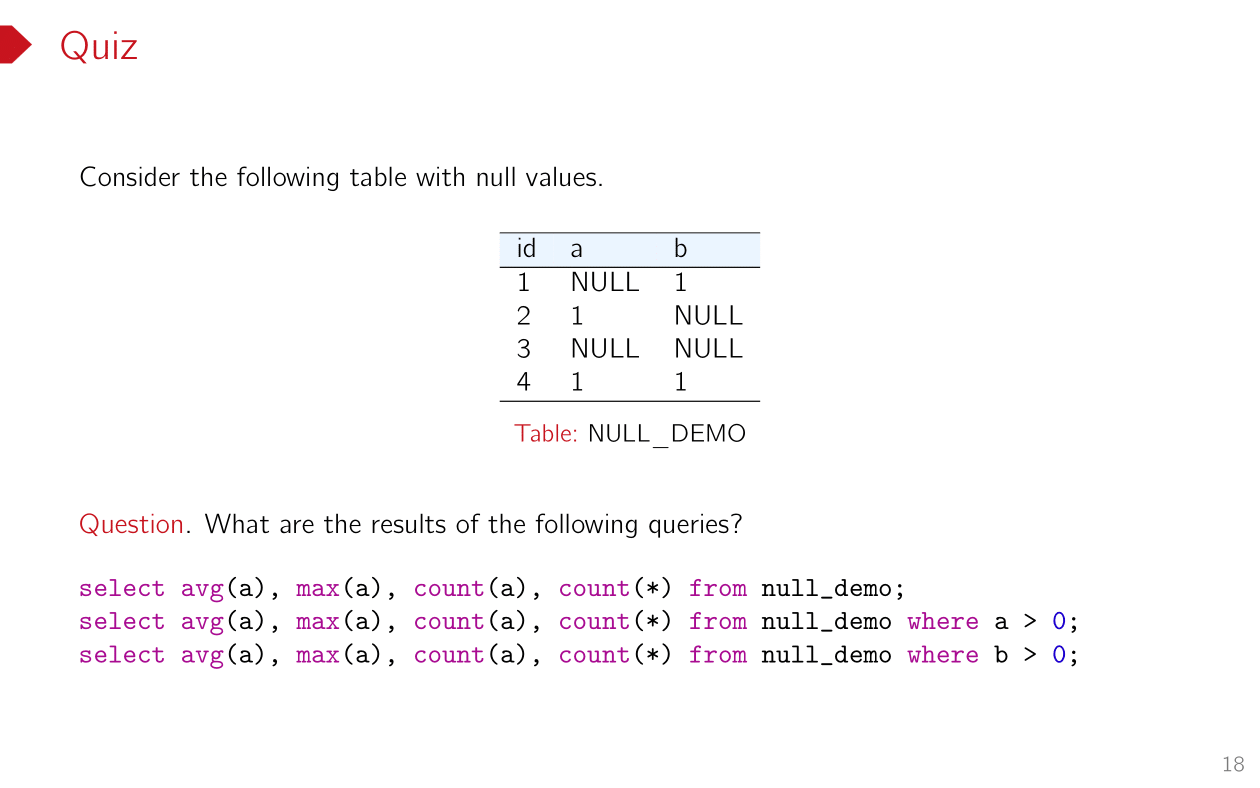 Quiz
Consider the following table with null values.
id a b
1 NULL 1
2 1 NULL
3 NULL NULL
4 1 1
Table: NULL_DEMO
Question. What are the results of the following queries?
select avg(a), max(a), count(a), count(*) from null_demo;
select avg(a), max(a), count(a), count(*) from null_demo where a > 0;
select avg(a), max(a), count(a), count(*) from null_demo where b > 0;
18